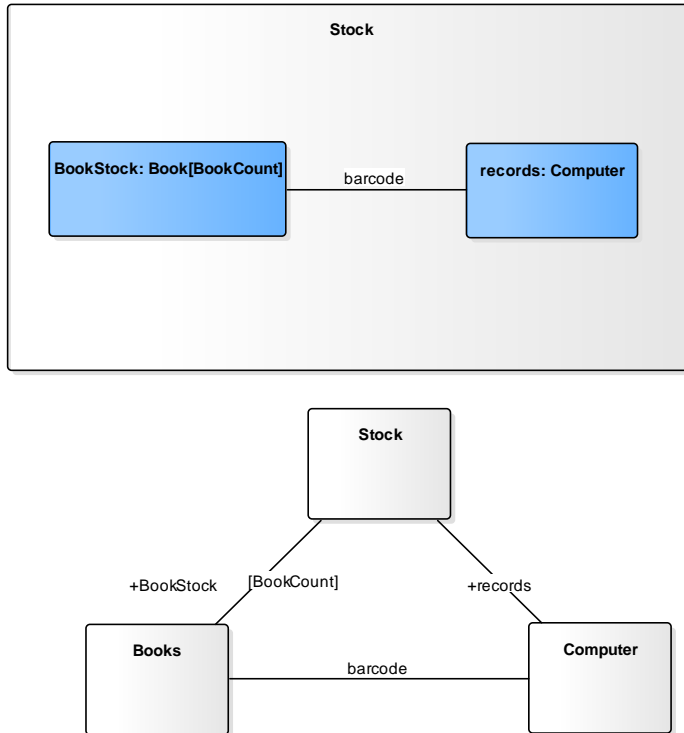 Stock
BookStock: Book[BookCount]
records: Computer
barcode
Stock
+BookStock
[BookCount]
+records
Books
Computer
barcode